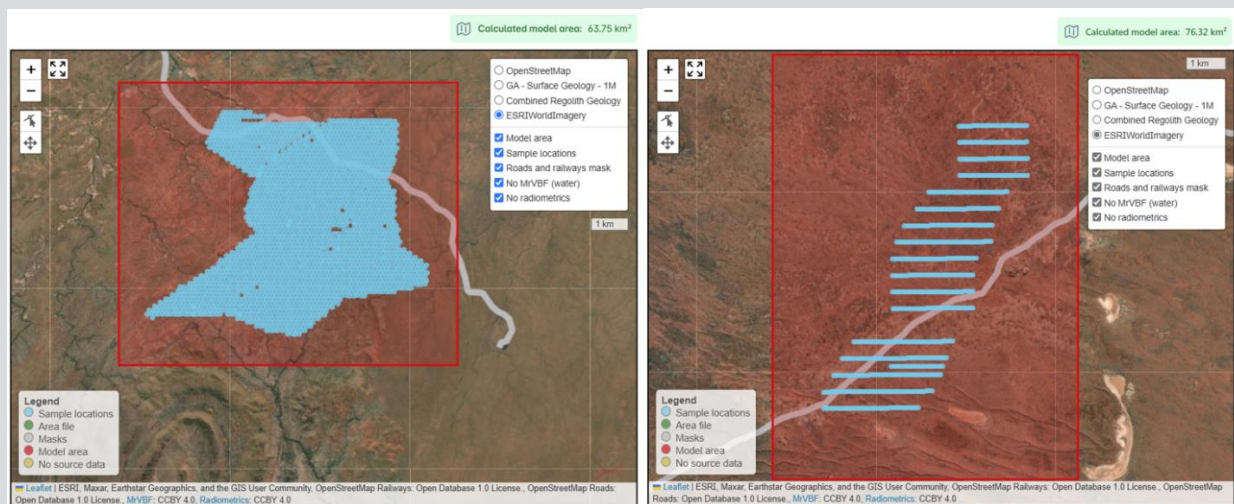 Calculated model area: 63.75 km²
+
−
OpenStreetMap
GA - Surface Geology - 1M
Combined Regolith Geology
ESRIWorldImagery
Model area
Sample locations
Roads and railways mask
No MrVBF (water)
No radiometrics
1 km
Legend
Sample locations
Area file
Masks
Model area
No source data
Leaflet | ESRI, Maxar, Earthstar Geographics, and the GIS User Community, OpenStreetMap Railways: Open Database 1.0 License., OpenStreetMap Roads:
Open Database 1.0 License., MrVBF: CCBY 4.0, Radiometrics: CCBY 4.0
Calculated model area: 76.32 km²
+
−
1 km
OpenStreetMap
GA - Surface Geology - 1M
Combined Regolith Geology
ESRIWorldImagery
Model area
Sample locations
Roads and railways mask
No MrVBF (water)
No radiometrics
Legend
Sample locations
Area file
Masks
Model area
No source data
Leaflet | ESRI, Maxar, Earthstar Geographics, and the GIS User Community, OpenStreetMap Railways: Open Database 1.0 License., OpenStreetMap
Roads: Open Database 1.0 License., MrVBF: CCBY 4.0, Radiometrics: CCBY 4.0